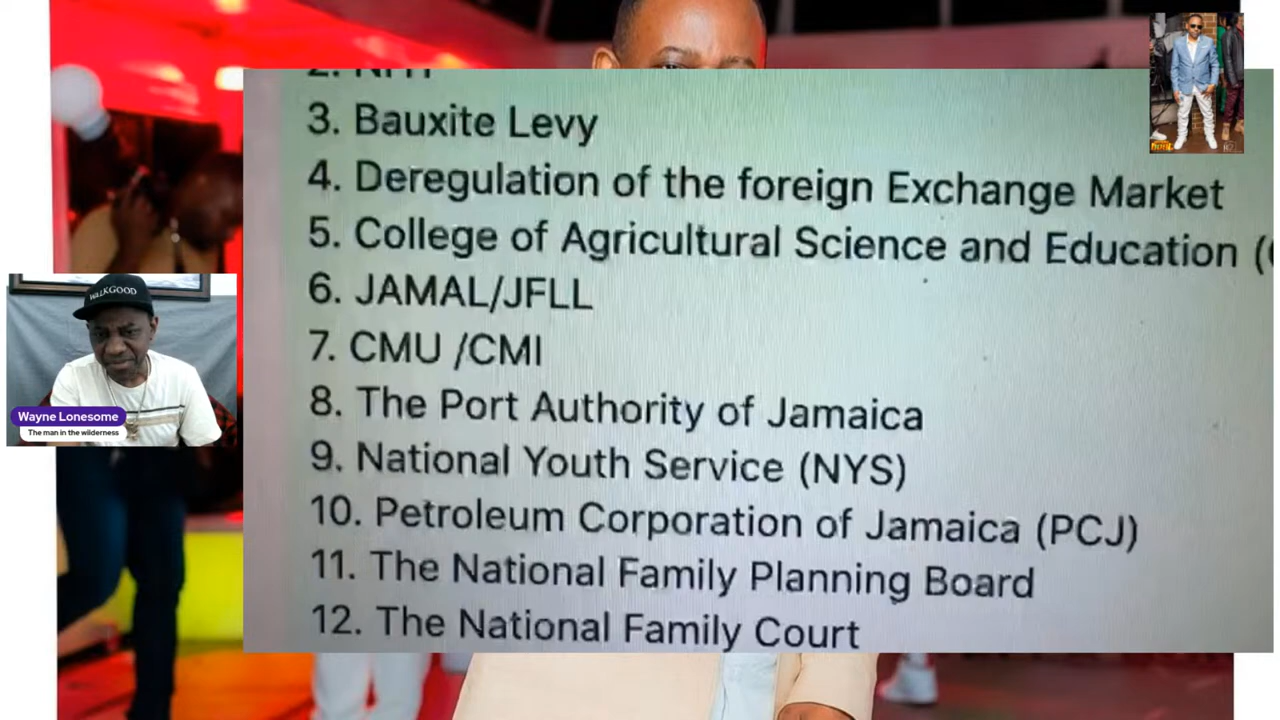 3. Bauxite Levy
4. Deregulation of the foreign Exchange Market
5. College of Agricultural Science and Education (
6. JAMAL/JFLL
7. CMU /CMI
8. The Port Authority of Jamaica
9. National Youth Service (NYS)
10. Petroleum Corporation of Jamaica (PCJ)
11. The National Family Planning Board
12. The National Family Court
WALKGOOD
Wayne Lonesome
The man in the wilderness